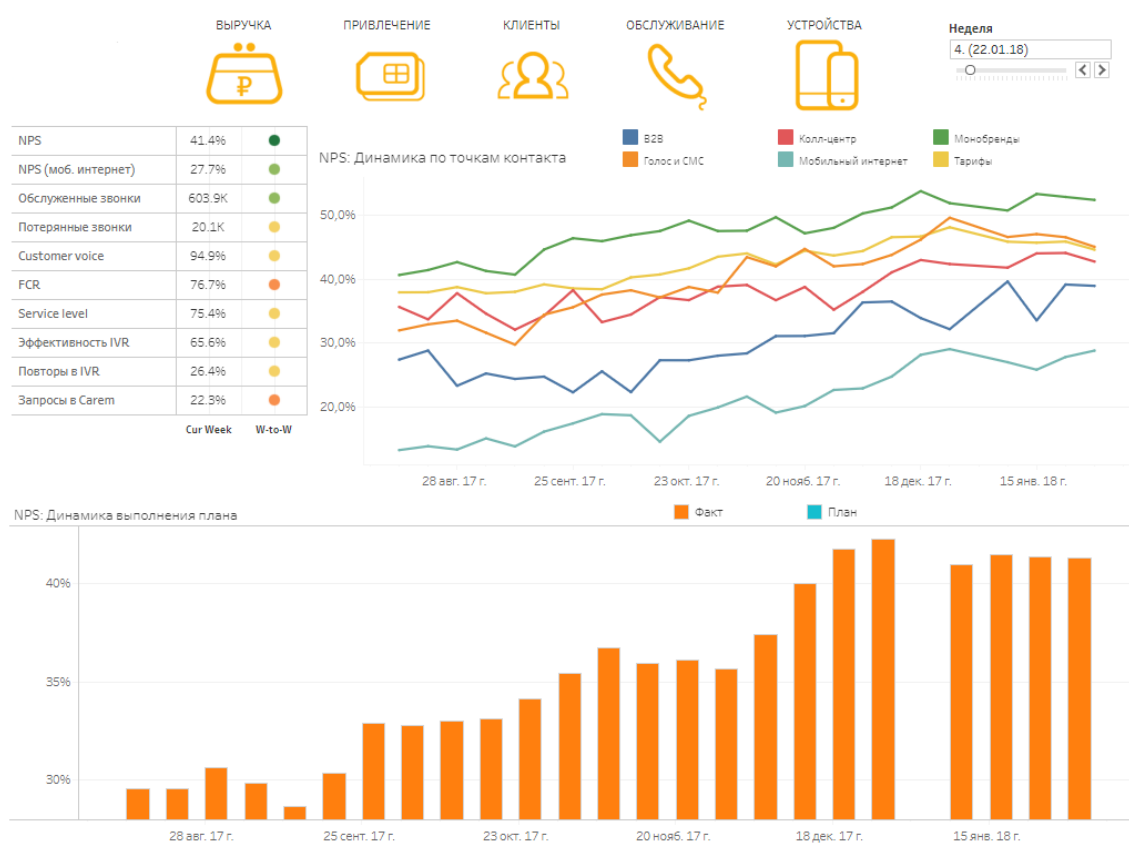 ВЫРУЧКА
ПРИВЛЕЧЕНИЕ
КЛИЕНТЫ
ОБСЛУЖИВАНИЕ
УСТРОЙСТВА
₽
Неделя
4. (22.01.18)
NPS 41.4%
NPS (моб. интернет) 27.7%
Обслуженные звонки 603.9K
Потерянные звонки 20.1K
Customer voice 94.9%
FCR 76.7%
Service level 75.4%
Эффективность IVR 65.6%
Повторы в IVR 26.4%
Запросы в Carem 22.3%
Cur Week W-to-W
NPS: Динамика по точкам контакта
B2B
Колл-центр
Монобренды
Голос и СМС
Мобильный интернет
Тарифы
50,0%
40,0%
30,0%
20,0%
28 авг. 17 г.
25 сент. 17 г.
23 окт. 17 г.
20 нояб. 17 г.
18 дек. 17 г.
15 янв. 18 г.
NPS: Динамика выполнения плана
Факт
План
40%
35%
30%
28 авг. 17 г.
25 сент. 17 г.
23 окт. 17 г.
20 нояб. 17 г.
18 дек. 17 г.
15 янв. 18 г.